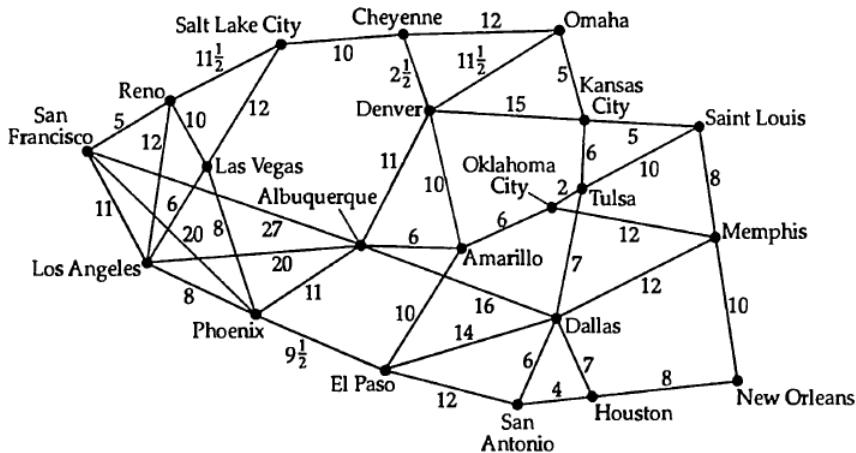 Cheyenne
12
Omaha
Salt Lake City
11½
10
2½
11½
5
Kansas
City
Reno
Denver
15
San
Francisco
5
12
10
12
5
Saint Louis
Las Vegas
Albuquerque
11
10
Oklahoma
City
6
2
Tulsa
10
8
11
6
20
8
27
6
6
12
Memphis
Los Angeles
20
Amarillo
7
12
8
11
16
10
Phoenix
10
14
Dallas
9½
6
7
El Paso
12
4
8
San
Antonio
Houston
New Orleans